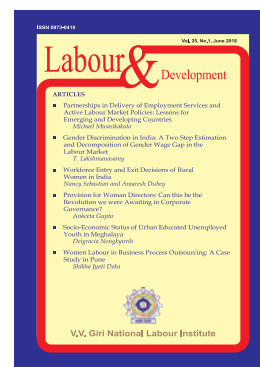 ISSN 0973-8419
Vol. 25, No.1, June 2018
Labour & Development
ARTICLES
Partnerships in Delivery of Employment Services and
Active Labour Market Policies: Lessons for
Emerging and Developing Countries
Michael Mwasikakata
Gender Discrimination in India: A Two Step Estimation
and Decomposition of Gender Wage Gap in the
Labour Market
T. Lakshmanasamy
Workforce Entry and Exit Decisions of Rural
Women in India
Nancy Sebastian and Amaresh Dubey
Provision for Woman Directors: Can this be the
Revolution we were Awaiting in Corporate
Governance?
Ankeeta Gupta
Socio-Economic Status of Urban Educated Unemployed
Youth in Meghalaya
Deigracia Nongkynrih
Women Labour in Business Process Outsourcing: A Case
Study in Pune
Shikha Jyoti Deka
V.V. Giri National Labour Institute